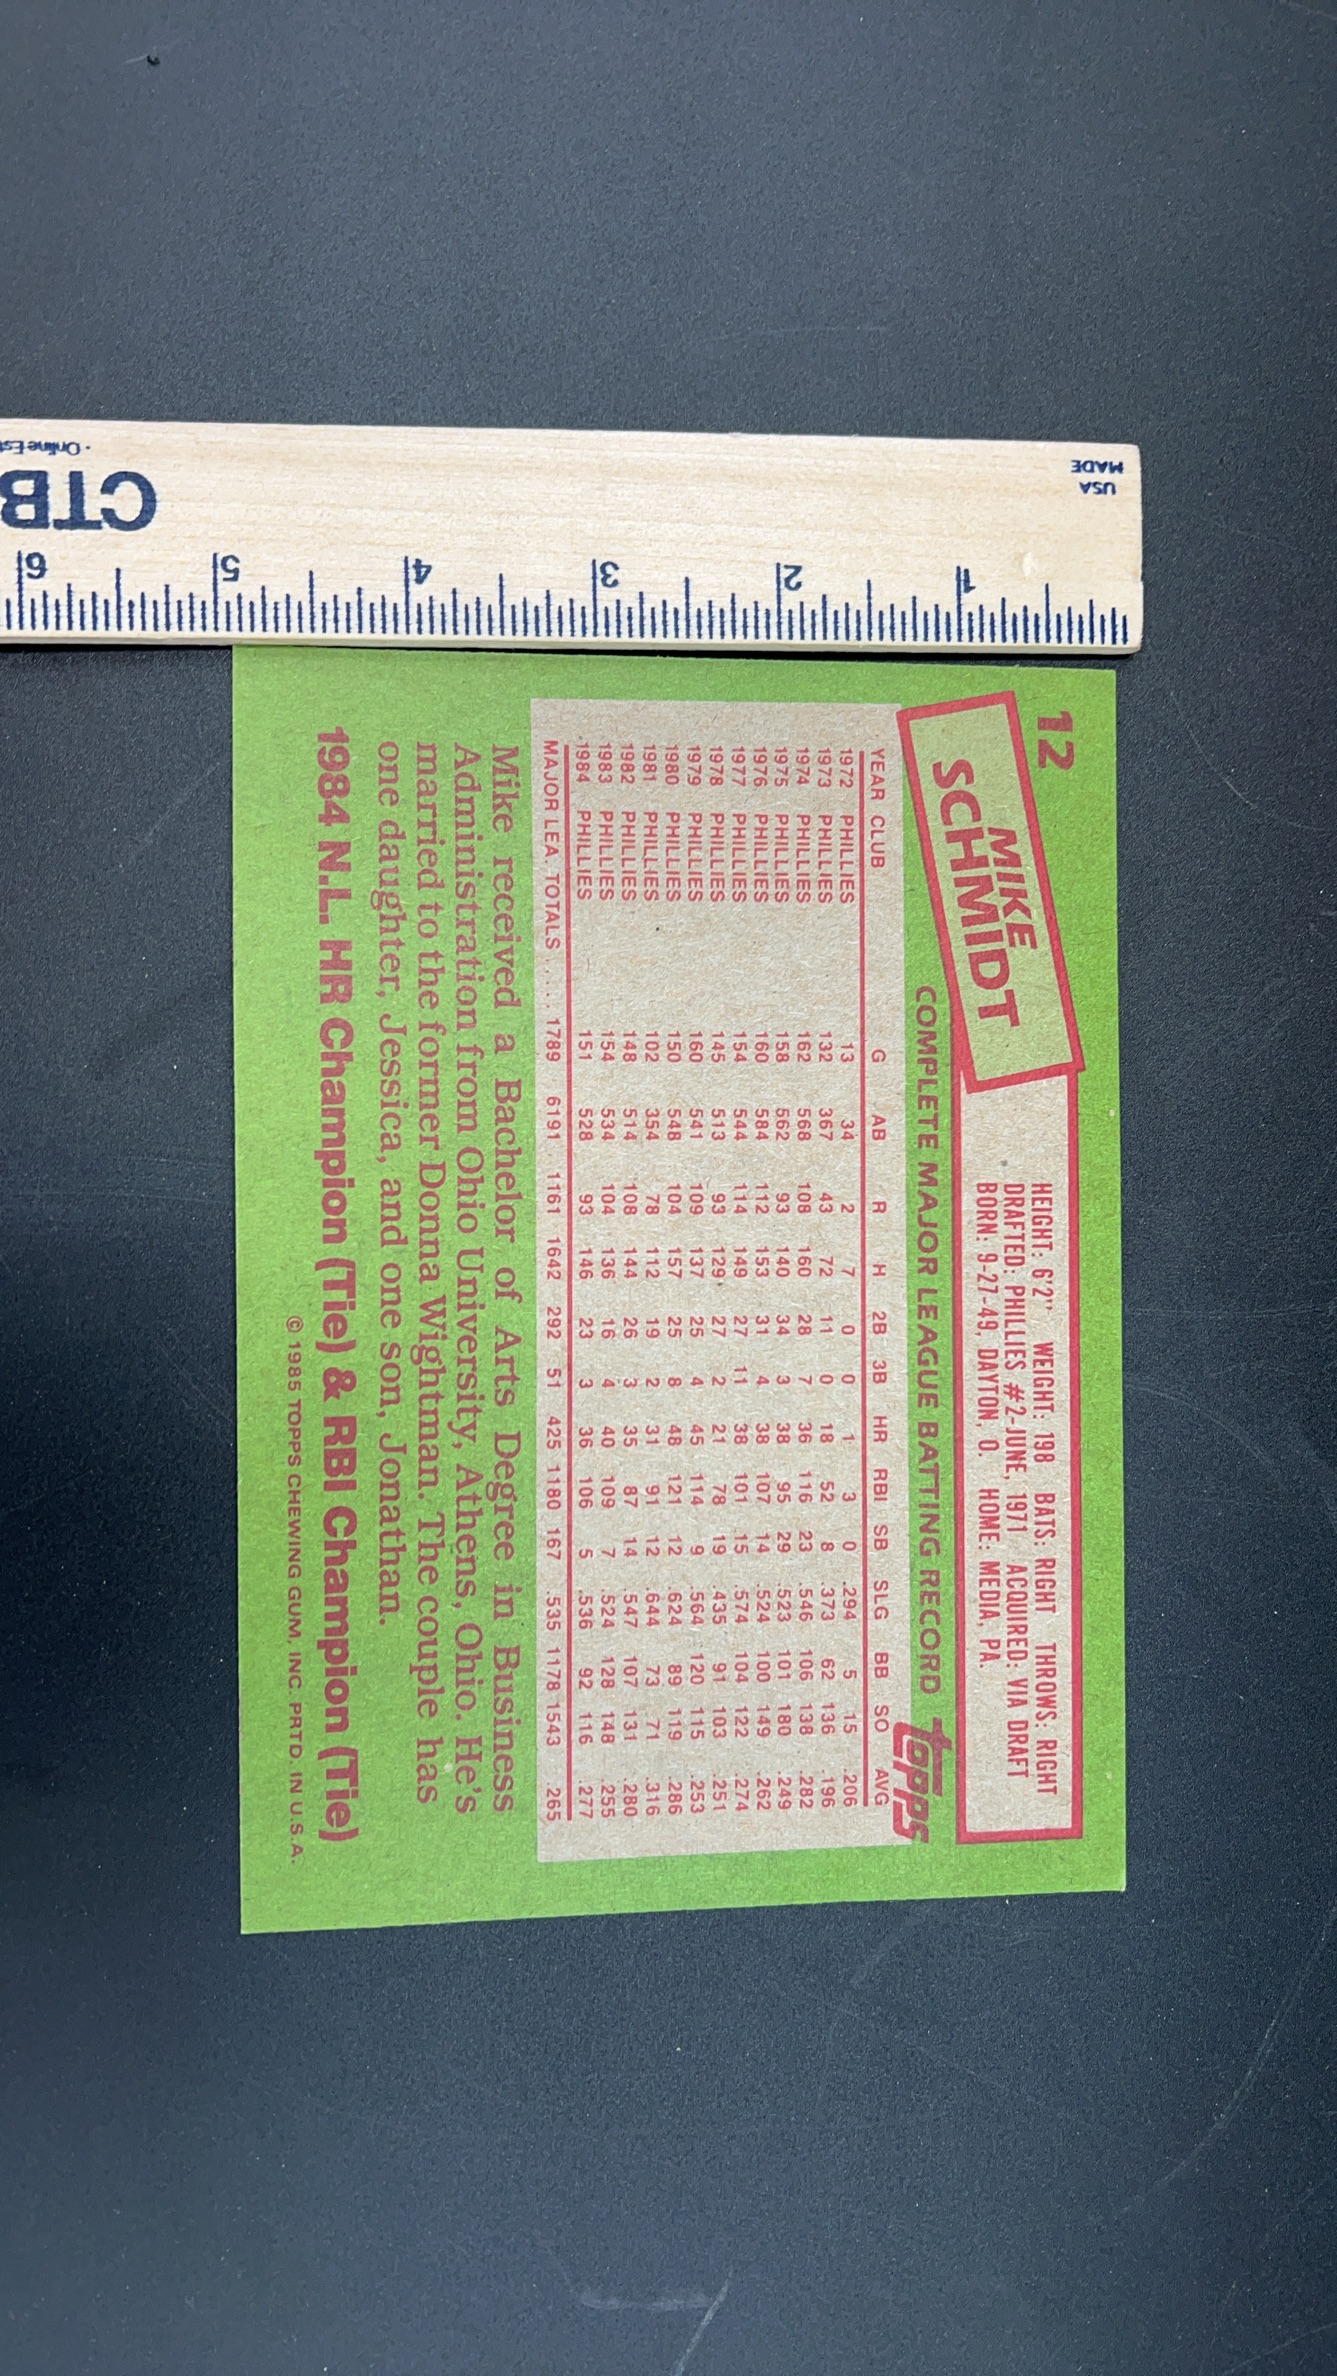 · Online Est
CTB
MADE
USA
6 5 4 3 2 1
12
MIKE
SCHMIDT
HEIGHT: 6'2" WEIGHT: 198 BATS: RIGHT THROWS: RIGHT
DRAFTED: PHILLIES #2-JUNE, 1971 ACQUIRED: VIA DRAFT
BORN: 9-27-49, DAYTON, O. HOME: MEDIA, PA.
COMPLETE MAJOR LEAGUE BATTING RECORD topps
YEAR CLUB G AB R H 2B 3B HR RBI SB SLG BB SO AVG
1972 PHILLIES 13 34 2 7 0 0 1 3 0 .294 5 15 .206
1973 PHILLIES 132 367 43 72 11 0 18 52 8 .373 62 136 .196
1974 PHILLIES 162 568 108 160 28 7 36 116 23 .546 106 138 .282
1975 PHILLIES 158 562 93 140 34 3 38 95 29 .523 101 180 .249
1976 PHILLIES 160 584 112 153 31 4 38 107 14 .524 100 149 .262
1977 PHILLIES 154 544 114 149 27 11 38 101 15 .574 104 122 .274
1978 PHILLIES 145 513 93 129 27 2 21 78 19 .435 91 103 .251
1979 PHILLIES 160 541 109 137 25 4 45 114 9 .564 120 115 .253
1980 PHILLIES 150 548 104 157 25 8 48 121 12 .624 89 119 .286
1981 PHILLIES 102 354 78 112 19 2 31 91 12 .644 73 71 .316
1982 PHILLIES 148 514 108 144 26 3 35 87 14 .547 107 131 .280
1983 PHILLIES 154 534 104 136 16 4 40 109 7 .524 128 148 .255
1984 PHILLIES 151 528 93 146 23 3 36 106 5 .536 92 116 .277
MAJOR LEA. TOTALS ..... 1789 6191 1161 1642 292 51 425 1180 167 .535 1178 1543 .265
Mike received a Bachelor of Arts Degree in Business
Administration from Ohio University, Athens, Ohio. He's
married to the former Donna Wightman. The couple has
one daughter, Jessica, and one son, Jonathan.
1984 N.L. HR Champion (Tie) & RBI Champion (Tie)
© 1985 TOPPS CHEWING GUM, INC. PRTD. IN U.S.A.